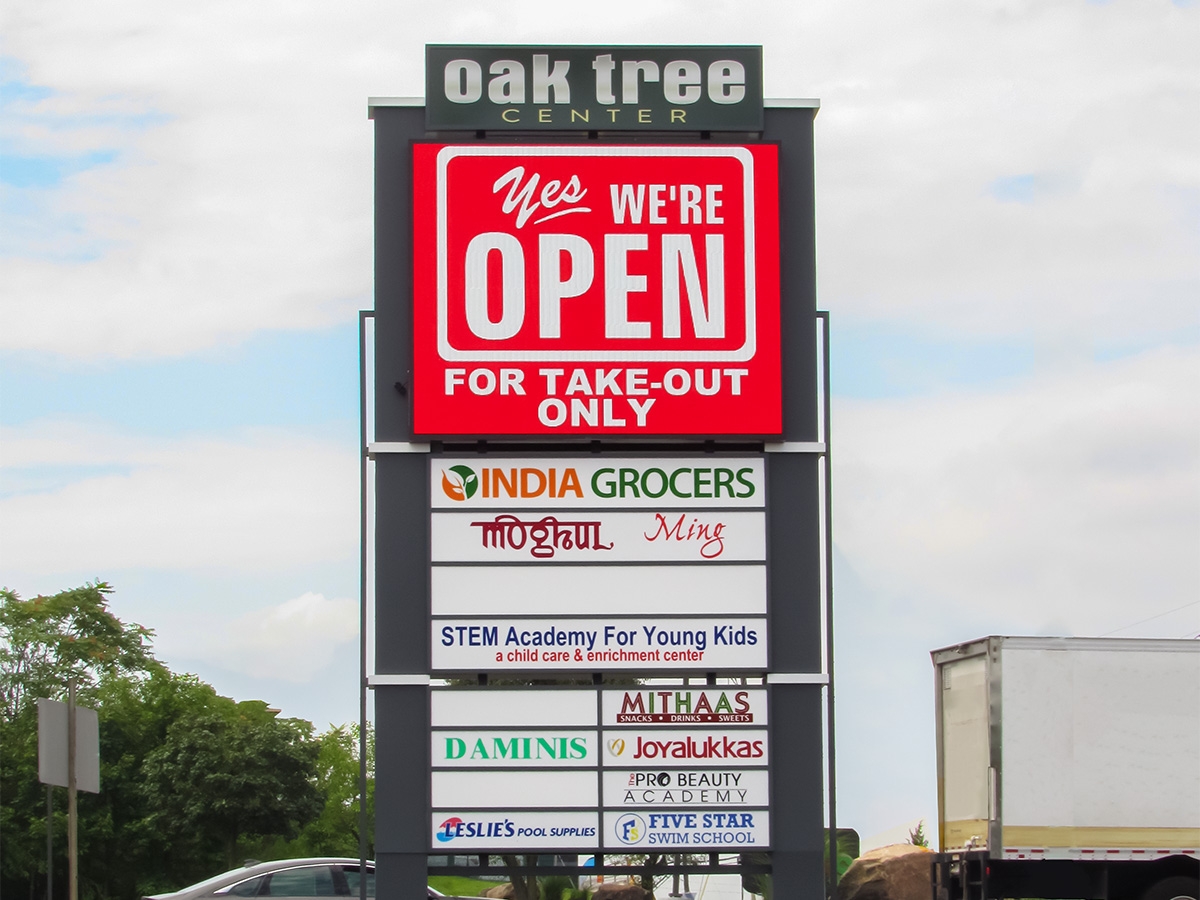 oak tree
CENTER
Yes WE'RE
OPEN
FOR TAKE-OUT
ONLY
INDIA GROCERS
MOGHUL Ming
STEM Academy For Young Kids
a child care & enrichment center
MITHAAS
SNACKS • DRINKS • SWEETS
DAMINIS Joyalukkas
The PRO BEAUTY
ACADEMY
LESLIE'S POOL SUPPLIES
FS FIVE STAR
SWIM SCHOOL